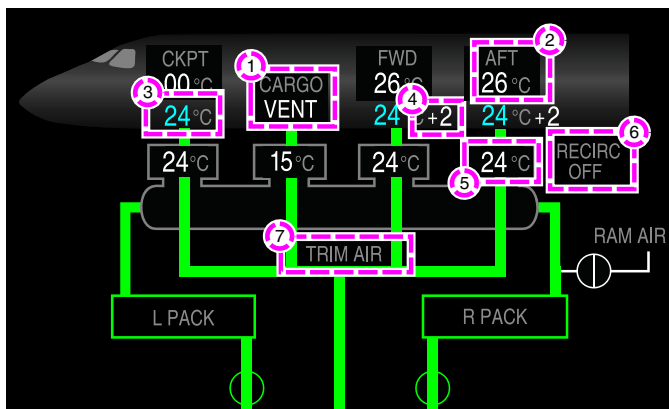 CKPT
00 °C
24 °C
CARGO
VENT
FWD
26 °C
24 °C +2
AFT
26 °C
24 °C +2
24 °C
15 °C
24 °C
24 °C
RECIRC
OFF
TRIM AIR
RAM AIR
L PACK
R PACK
1
2
3
4
5
6
7